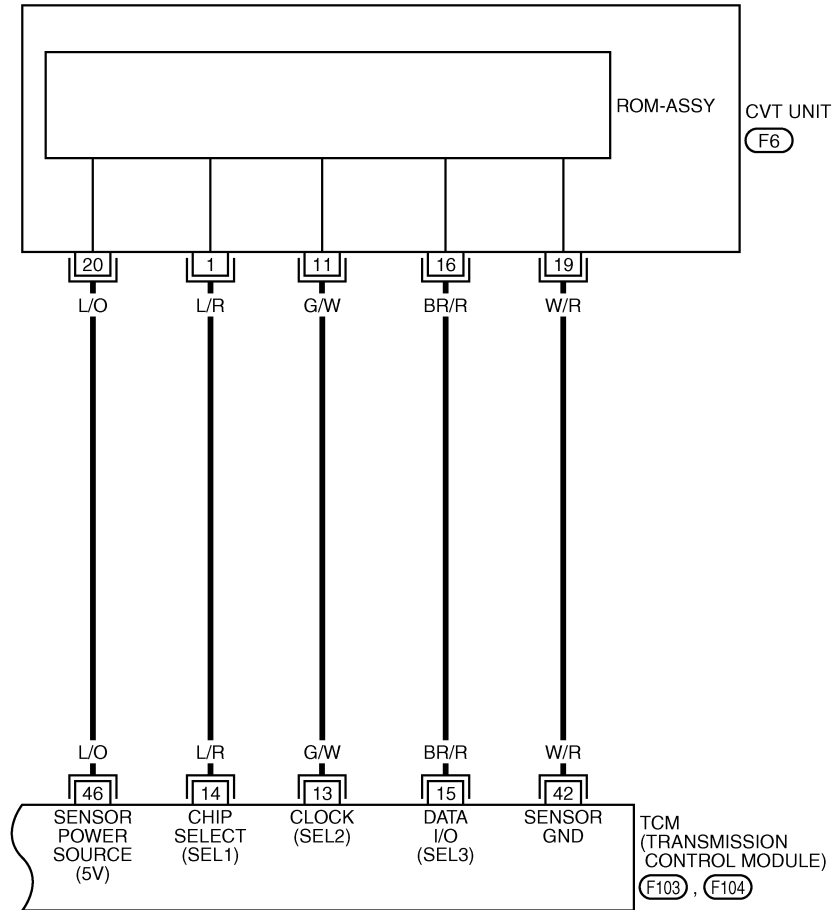 ROM-ASSY
CVT UNIT
F6
20 1 11 16 19
L/O L/R G/W BR/R W/R
L/O L/R G/W BR/R W/R
46 14 13 15 42
SENSOR POWER SOURCE (5V)
CHIP SELECT (SEL1)
CLOCK (SEL2)
DATA I/O (SEL3)
SENSOR GND
TCM
(TRANSMISSION
CONTROL MODULE)
F103 , F104